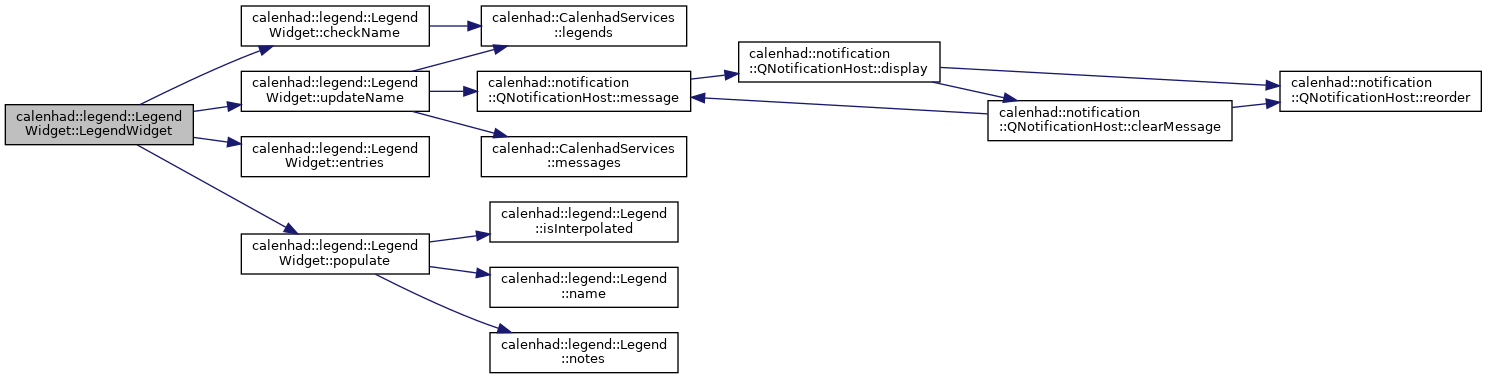 calenhad::legend::Legend
Widget::LegendWidget
calenhad::legend::Legend
Widget::checkName
calenhad::CalenhadServices
::legends
calenhad::legend::Legend
Widget::updateName
calenhad::notification
::QNotificationHost::message
calenhad::notification
::QNotificationHost::display
calenhad::notification
::QNotificationHost::clearMessage
calenhad::notification
::QNotificationHost::reorder
calenhad::CalenhadServices
::messages
calenhad::legend::Legend
Widget::entries
calenhad::legend::Legend
Widget::populate
calenhad::legend::Legend
::isInterpolated
calenhad::legend::Legend
::name
calenhad::legend::Legend
::notes